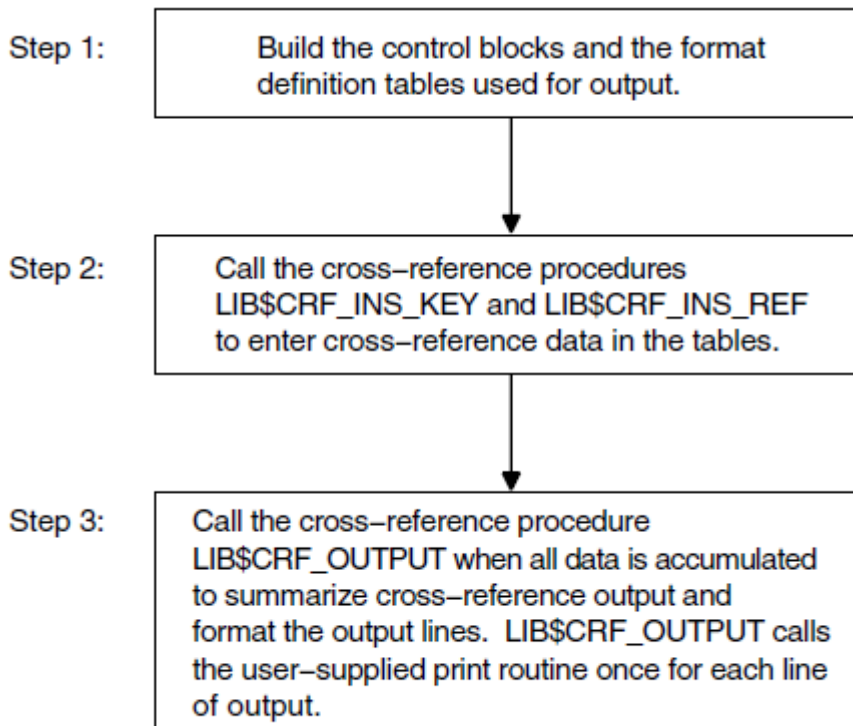 Step 1:
Build the control blocks and the format
definition tables used for output.
Step 2:
Call the cross–reference procedures
LIB$CRF_INS_KEY and LIB$CRF_INS_REF
to enter cross–reference data in the tables.
Step 3:
Call the cross–reference procedure
LIB$CRF_OUTPUT when all data is accumulated
to summarize cross–reference output and
format the output lines.  LIB$CRF_OUTPUT calls
the user–supplied print routine once for each line
of output.